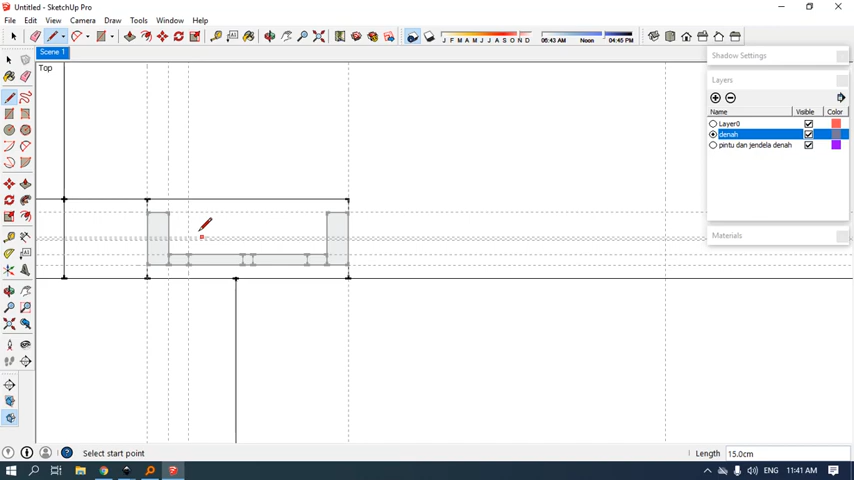 Untitled - SketchUp Pro
File Edit View Camera Draw Tools Window Help
J F M A M J J A S O N D
06:43 AM Noon 04:45 PM
Scene 1
Top
Shadow Settings
Layers
Name Visible Color
Layer0
denah
pintu dan jendela denah
Materials
Select start point
Length 15.0cm
ENG 11:41 AM